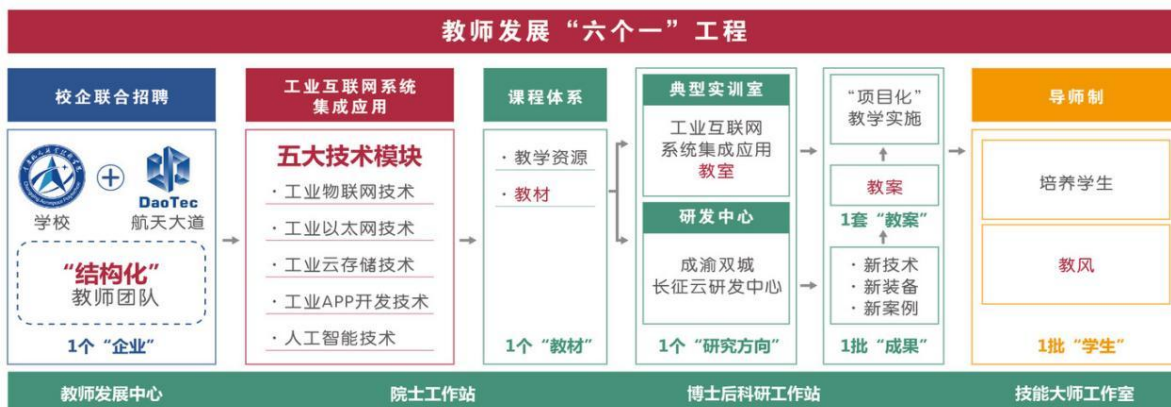 教师发展“六个一”工程
校企联合招聘
学校
DaoTec
航天大道
“结构化”
教师团队
1个“企业”
工业互联网系统
集成应用
五大技术模块
·工业物联网技术
·工业以太网技术
·工业云存储技术
·工业APP开发技术
·人工智能技术
课程体系
·教学资源
·教材
1个“教材”
典型实训室
工业互联网
系统集成应用
教室
研发中心
成渝双城
长征云研发中心
1个“研究方向”
“项目化”
教学实施
教案
1套“教案”
·新技术
·新装备
·新案例
1批“成果”
导师制
培养学生
教风
1批“学生”
教师发展中心
院士工作站
博士后科研工作站
技能大师工作室